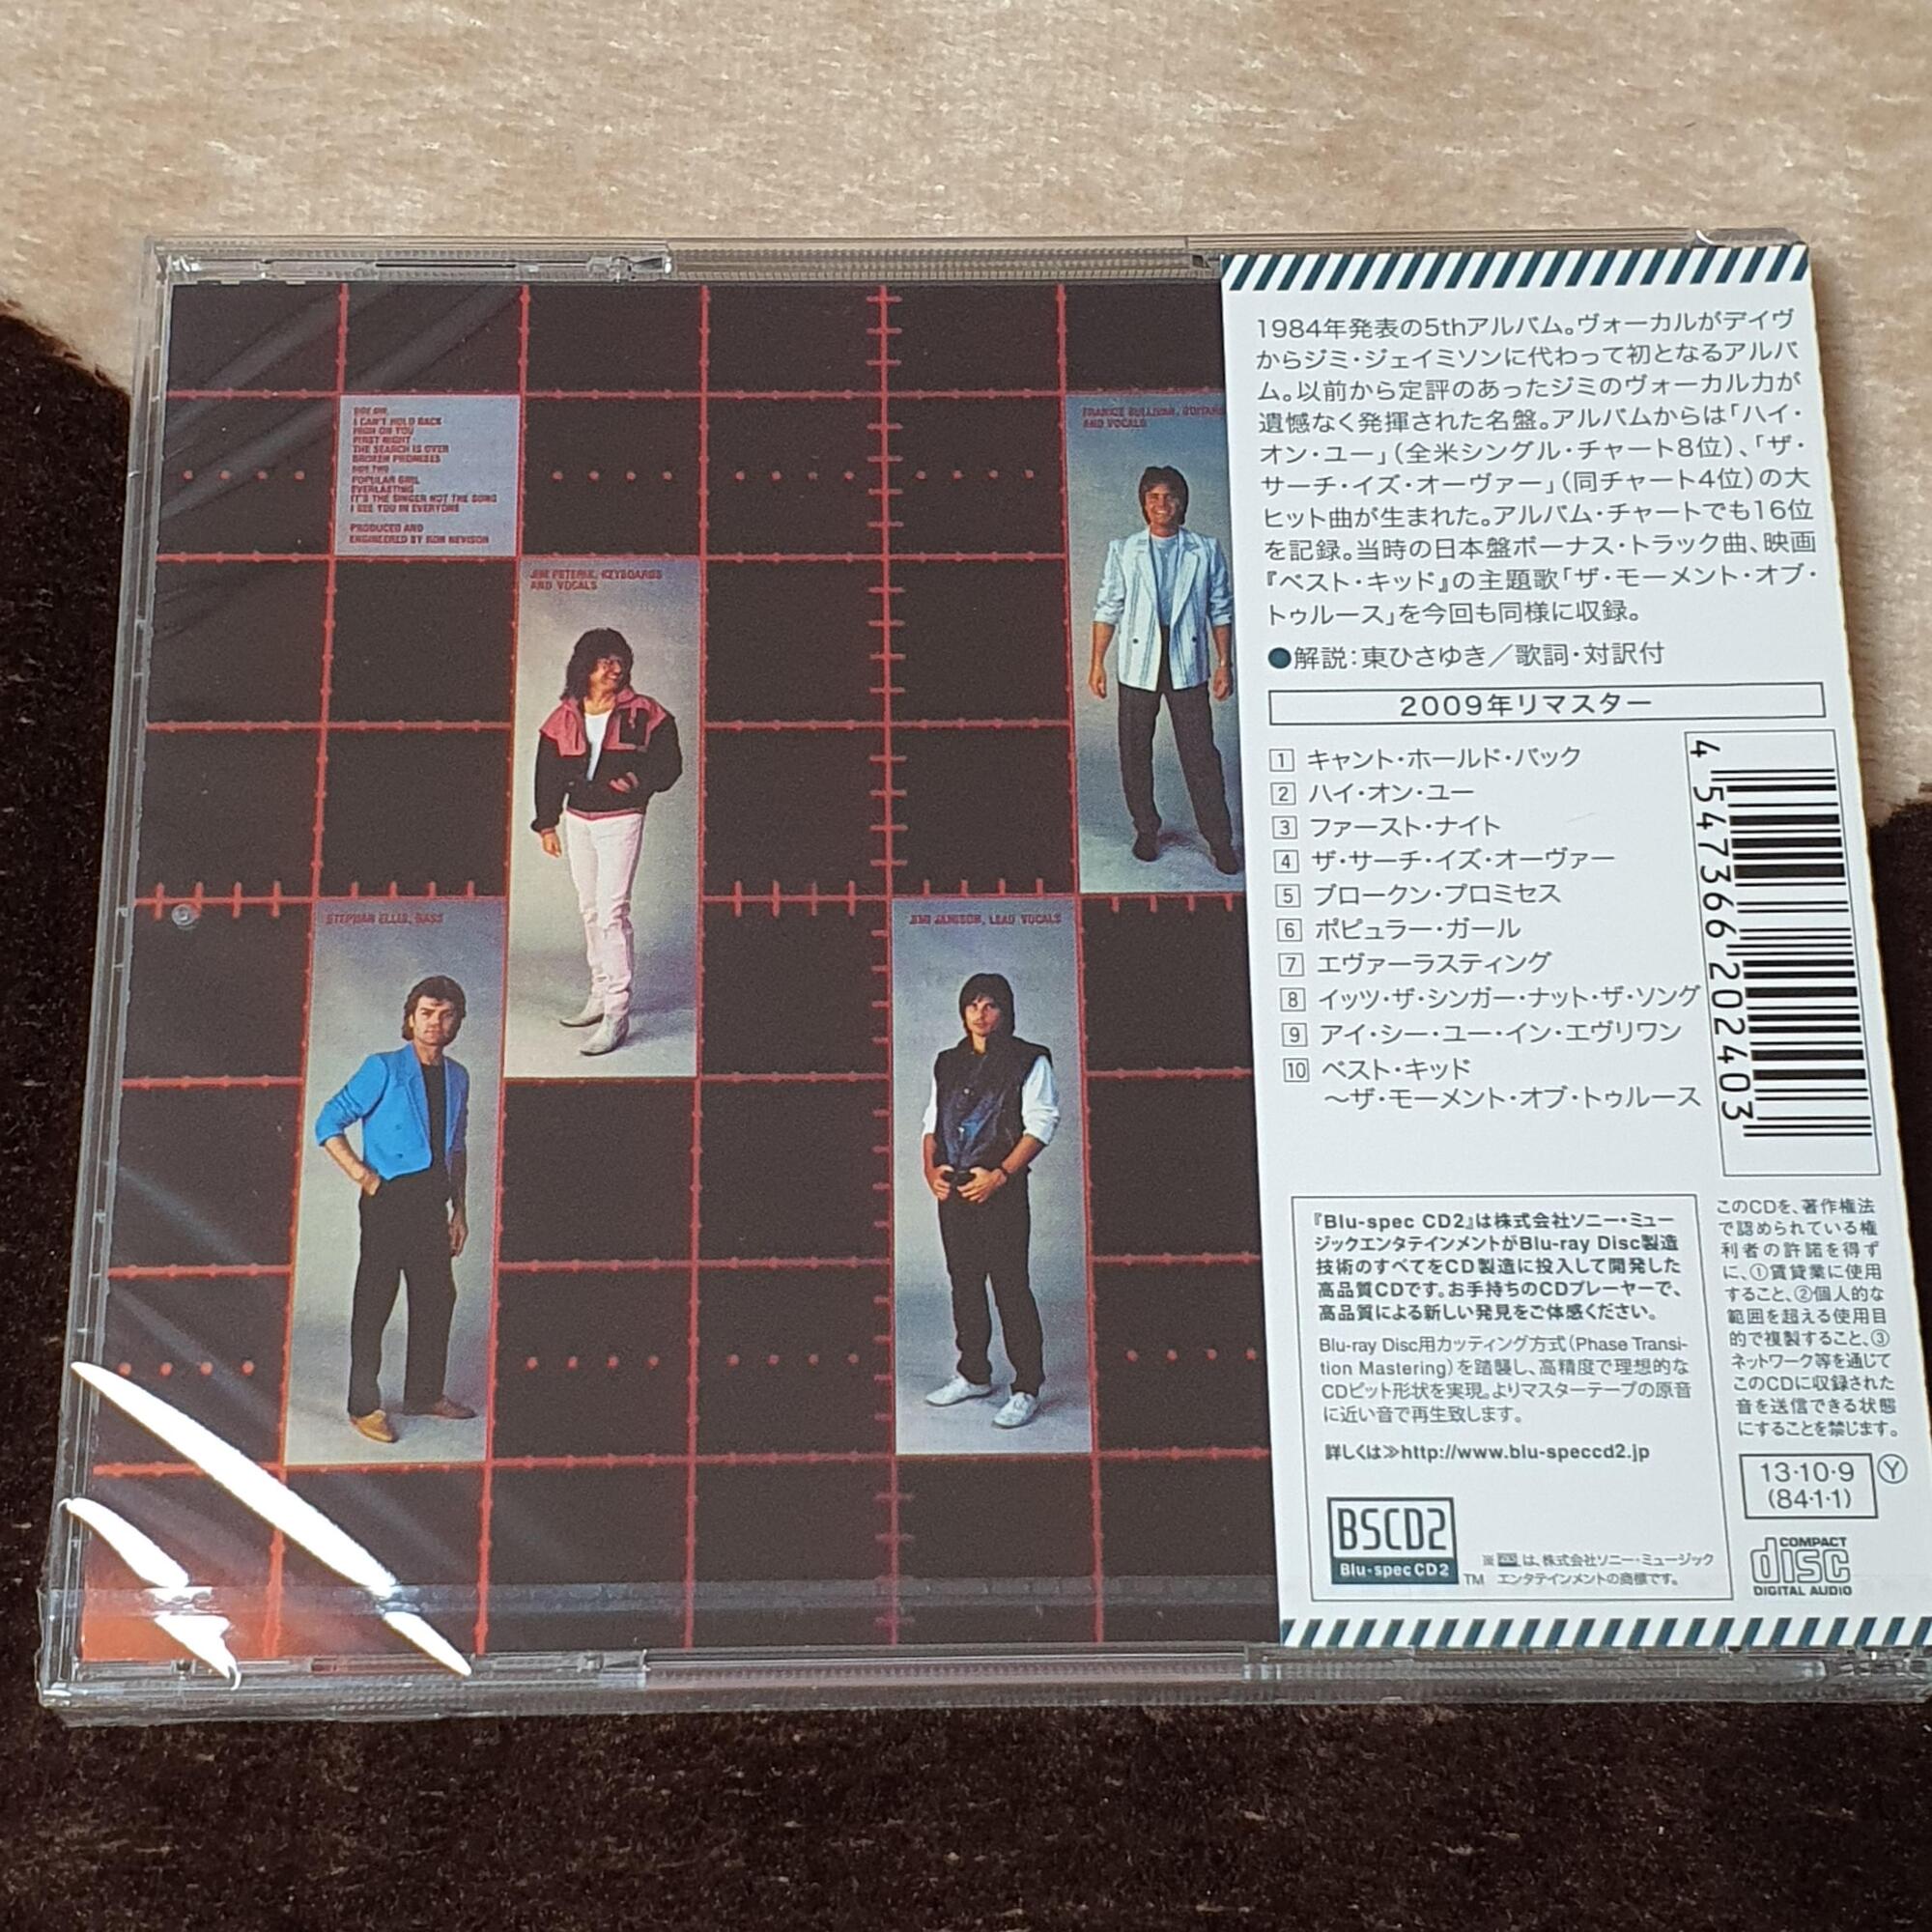 SIDE ONE
I CAN'T HOLD BACK
HIGH ON YOU
FIRST NIGHT
THE SEARCH IS OVER
BROKEN PROMISES
SIDE TWO
POPULAR GIRL
EVERLASTING
IT'S THE SINGER NOT THE SONG
I SEE YOU IN EVERYONE
PRODUCED AND
ENGINEERED BY RON NEVISON
JIM PETERIK, KEYBOARDS
AND VOCALS
FRANKIE SULLIVAN, GUITARS
AND VOCALS
STEPHAN ELLIS, BASS
JIMI JAMISON, LEAD VOCALS
1984年発表の5thアルバム。ヴォーカルがデイヴ
からジミ・ジェイミソンに代わって初となるアルバ
ム。以前から定評のあったジミのヴォーカル力が
遺憾なく発揮された名盤。アルバムからは「ハイ・
オン・ユー」(全米シングル・チャート8位)、「ザ・
サーチ・イズ・オーヴァー」(同チャート4位)の大
ヒット曲が生まれた。アルバム・チャートでも16位
を記録。当時の日本盤ボーナス・トラック曲、映画
『ベスト・キッド』の主題歌「ザ・モーメント・オブ・
トゥルース」を今回も同様に収録。
●解説:東ひさゆき/歌詞・対訳付
2009年リマスター
1 キャント・ホールド・バック
2 ハイ・オン・ユー
3 ファースト・ナイト
4 ザ・サーチ・イズ・オーヴァー
5 ブロークン・プロミセス
6 ポピュラー・ガール
7 エヴァーラスティング
8 イッツ・ザ・シンガー・ナット・ザ・ソング
9 アイ・シー・ユー・イン・エヴリワン
10 ベスト・キッド
〜ザ・モーメント・オブ・トゥルース
4547366202403
『Blu-spec CD2』は株式会社ソニー・ミュー
ジックエンタテインメントがBlu-ray Disc製造
技術のすべてをCD製造に投入して開発した
高品質CDです。お手持ちのCDプレーヤーで、
高品質による新しい発見をご体感ください。
Blu-ray Disc用カッティング方式(Phase Transi-
tion Mastering)を踏襲し、高精度で理想的な
CDピット形状を実現。よりマスターテープの原音
に近い音で再生致します。
詳しくは≫http://www.blu-speccd2.jp
BSCD2
Blu-spec CD2
TM
※ は、株式会社ソニー・ミュージック
エンタテインメントの商標です。
このCDを、著作権法
で認められている権
利者の許諾を得ず
に、①賃貸業に使用
すること、②個人的な
範囲を超える使用目
的で複製すること、③
ネットワーク等を通じて
このCDに収録された
音を送信できる状態
にすることを禁じます。
13・10・9
(84・1・1)
Ⓨ
COMPACT
disc
DIGITAL AUDIO